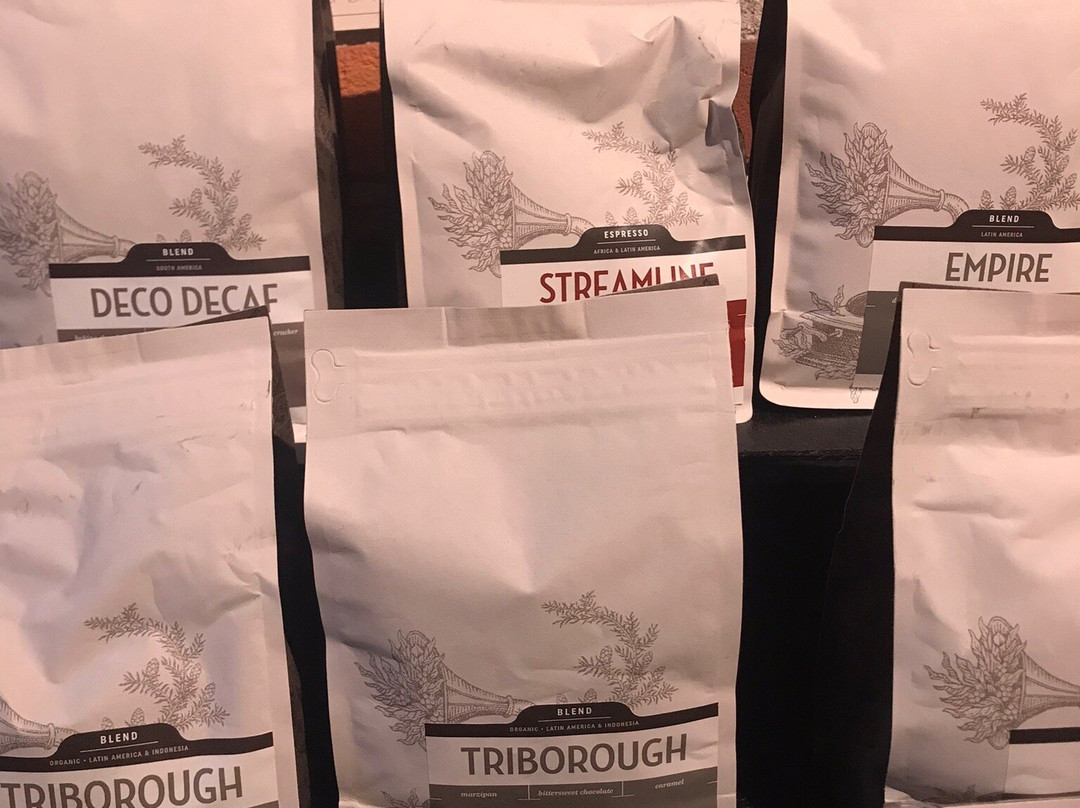 BLEND
SOUTH AMERICA
DECO DECAF
cracker
ESPRESSO
AFRICA & LATIN AMERICA
STREAMLINE
BLEND
LATIN AMERICA
EMPIRE
BLEND
ORGANIC • LATIN AMERICA & INDONESIA
TRIBOROUGH
BLEND
ORGANIC • LATIN AMERICA & INDONESIA
TRIBOROUGH
marzipan bittersweet chocolate caramel